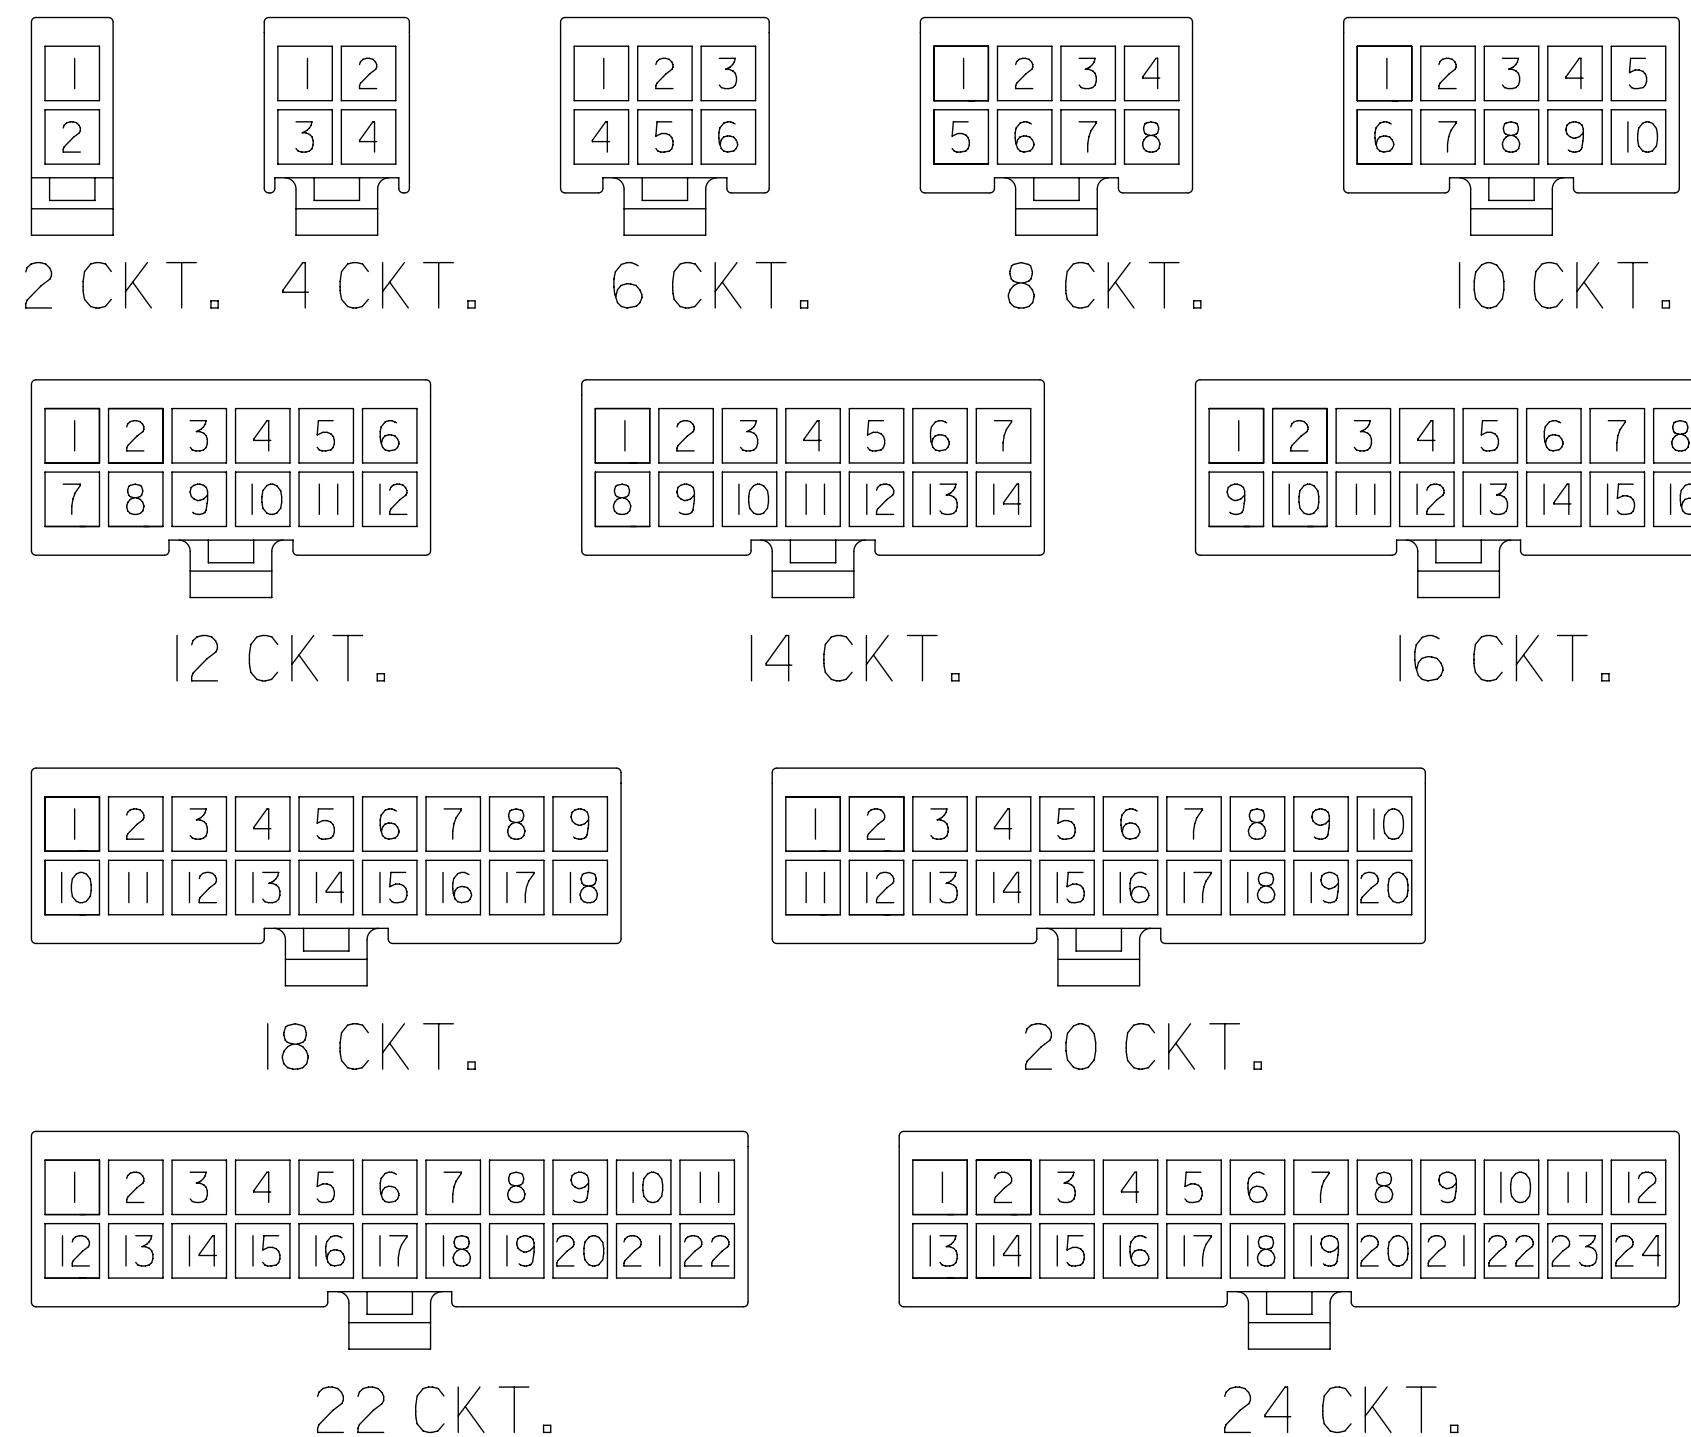 1 1 2 1 2 3 1 2 3 4 1 2 3 4 5
2 3 4 4 5 6 5 6 7 8 6 7 8 9 10
2 CKT. 4 CKT. 6 CKT. 8 CKT. 10 CKT.
1 2 3 4 5 6 1 2 3 4 5 6 7 1 2 3 4 5 6 7 8
7 8 9 10 11 12 8 9 10 11 12 13 14 9 10 11 12 13 14 15 16
12 CKT. 14 CKT. 16 CKT.
1 2 3 4 5 6 7 8 9 1 2 3 4 5 6 7 8 9 10
10 11 12 13 14 15 16 17 18 11 12 13 14 15 16 17 18 19 20
18 CKT. 20 CKT.
1 2 3 4 5 6 7 8 9 10 11 1 2 3 4 5 6 7 8 9 10 11 12
12 13 14 15 16 17 18 19 20 21 22 13 14 15 16 17 18 19 20 21 22 23 24
22 CKT. 24 CKT.